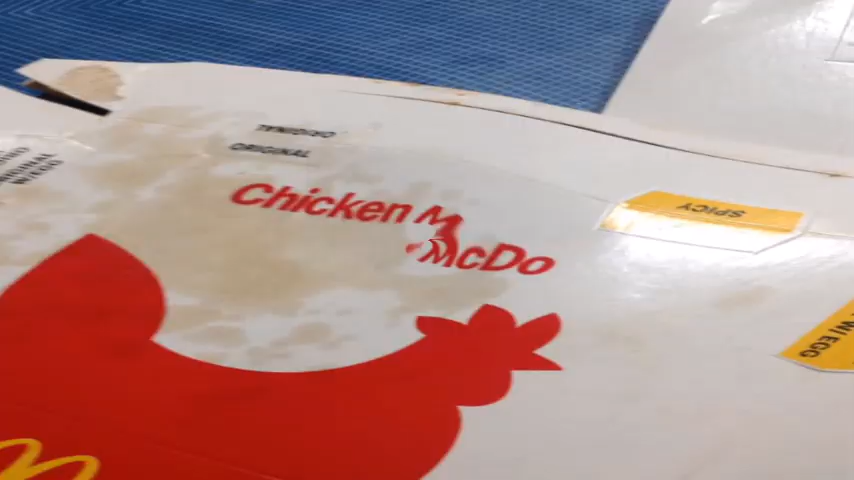 ORIGINAL
ORIGINAL
Chicken M
McDo
SPICY
W/ EGG